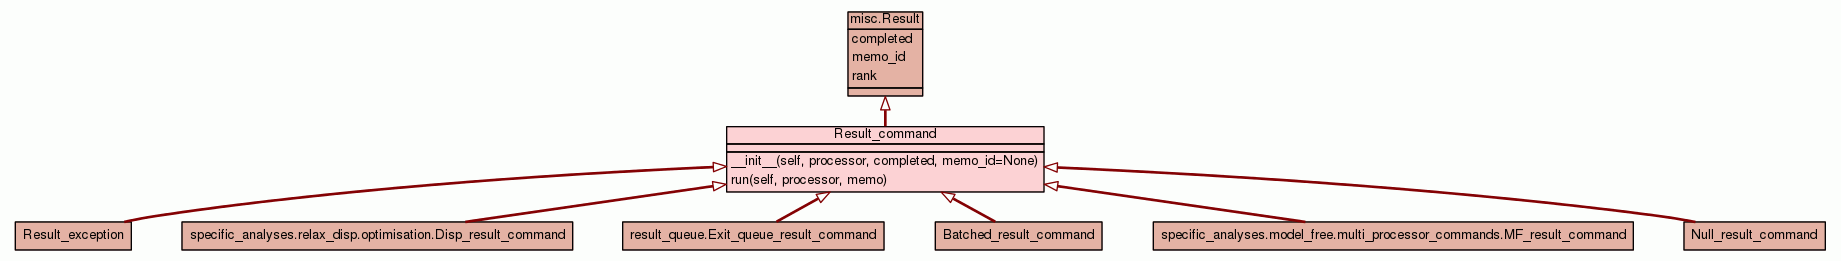 misc.Result
completed
memo_id
rank
Result_command
__init__(self, processor, completed, memo_id=None)
run(self, processor, memo)
Result_exception
specific_analyses.relax_disp.optimisation.Disp_result_command
result_queue.Exit_queue_result_command
Batched_result_command
specific_analyses.model_free.multi_processor_commands.MF_result_command
Null_result_command